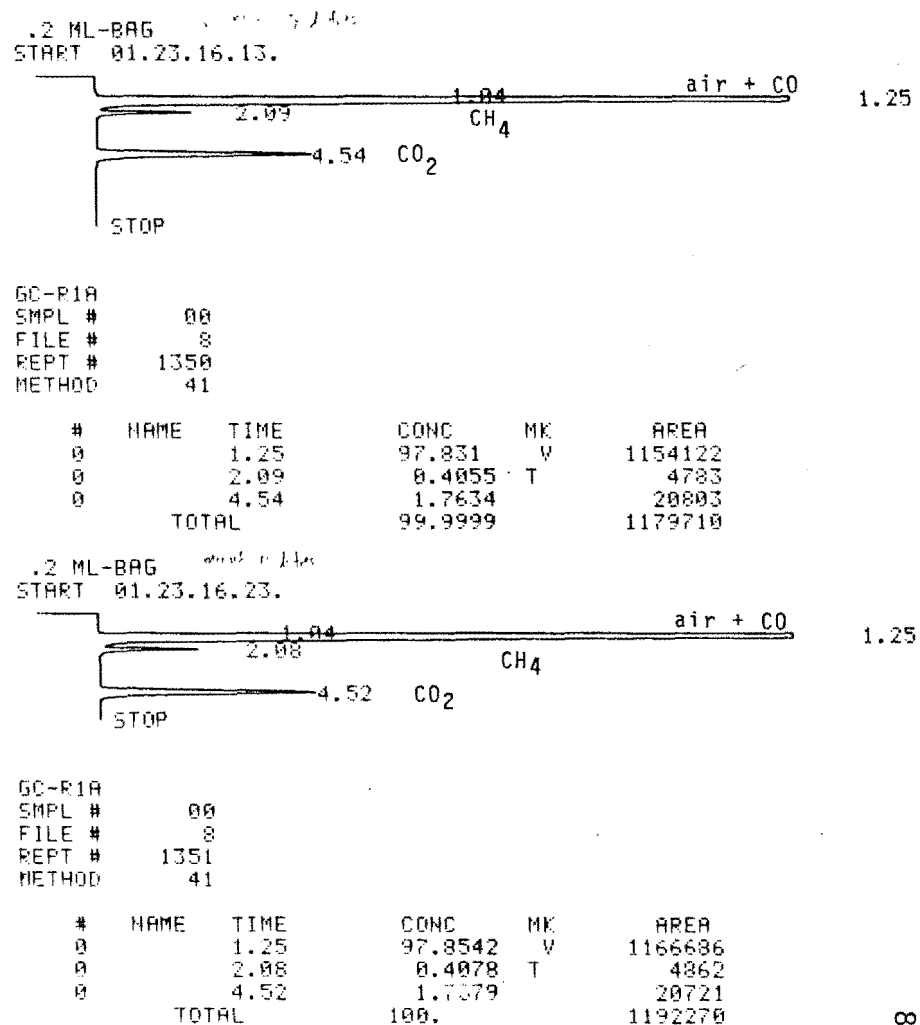 .2 ML-BAG
START 01.23.16.13.
1.04 air + CO 1.25
2.09 CH4
4.54 CO2
STOP
GC-R1A
SMPL # 00
FILE # 8
REPT # 1350
METHOD 41
# NAME TIME CONC MK AREA
0 1.25 97.831 V 1154122
0 2.09 0.4055 T 4783
0 4.54 1.7634 20803
TOTAL 99.9999 1179710
.2 ML-BAG
START 01.23.16.23.
1.04 air + CO 1.25
2.08 CH4
4.52 CO2
STOP
GC-R1A
SMPL # 00
FILE # 8
REPT # 1351
METHOD 41
# NAME TIME CONC MK AREA
0 1.25 97.8542 V 1166686
0 2.08 0.4078 T 4862
0 4.52 1.7379 20721
TOTAL 100. 1192270
8